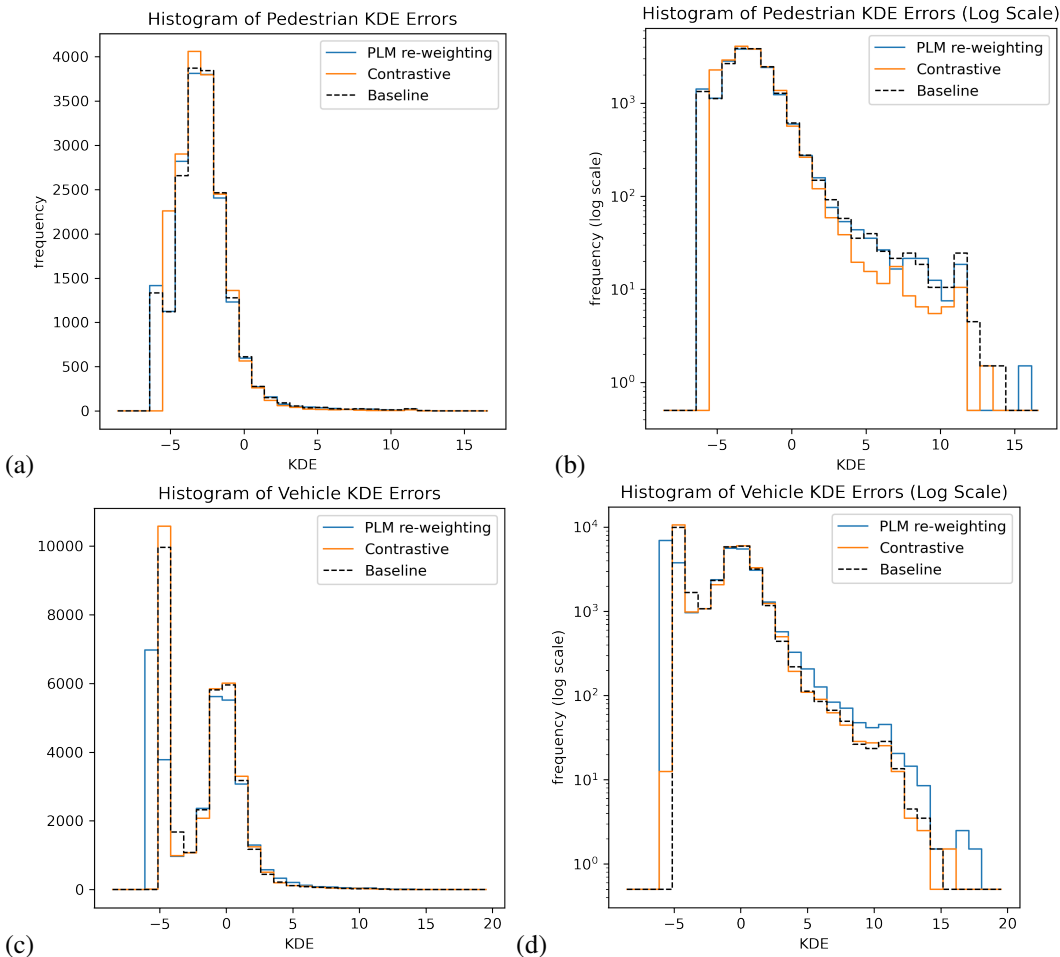 Histogram of Pedestrian KDE Errors
4000
3500
3000
2500
2000
1500
1000
500
0
frequency
PLM re-weighting
Contrastive
Baseline
−5 0 5 10 15
KDE
(a)
Histogram of Pedestrian KDE Errors (Log Scale)
10³
10²
10¹
10⁰
frequency (log scale)
PLM re-weighting
Contrastive
Baseline
−5 0 5 10 15
KDE
(b)
Histogram of Vehicle KDE Errors
10000
8000
6000
4000
2000
0
PLM re-weighting
Contrastive
Baseline
−5 0 5 10 15 20
KDE
(c)
Histogram of Vehicle KDE Errors (Log Scale)
10⁴
10³
10²
10¹
10⁰
frequency (log scale)
PLM re-weighting
Contrastive
Baseline
−5 0 5 10 15 20
KDE
(d)